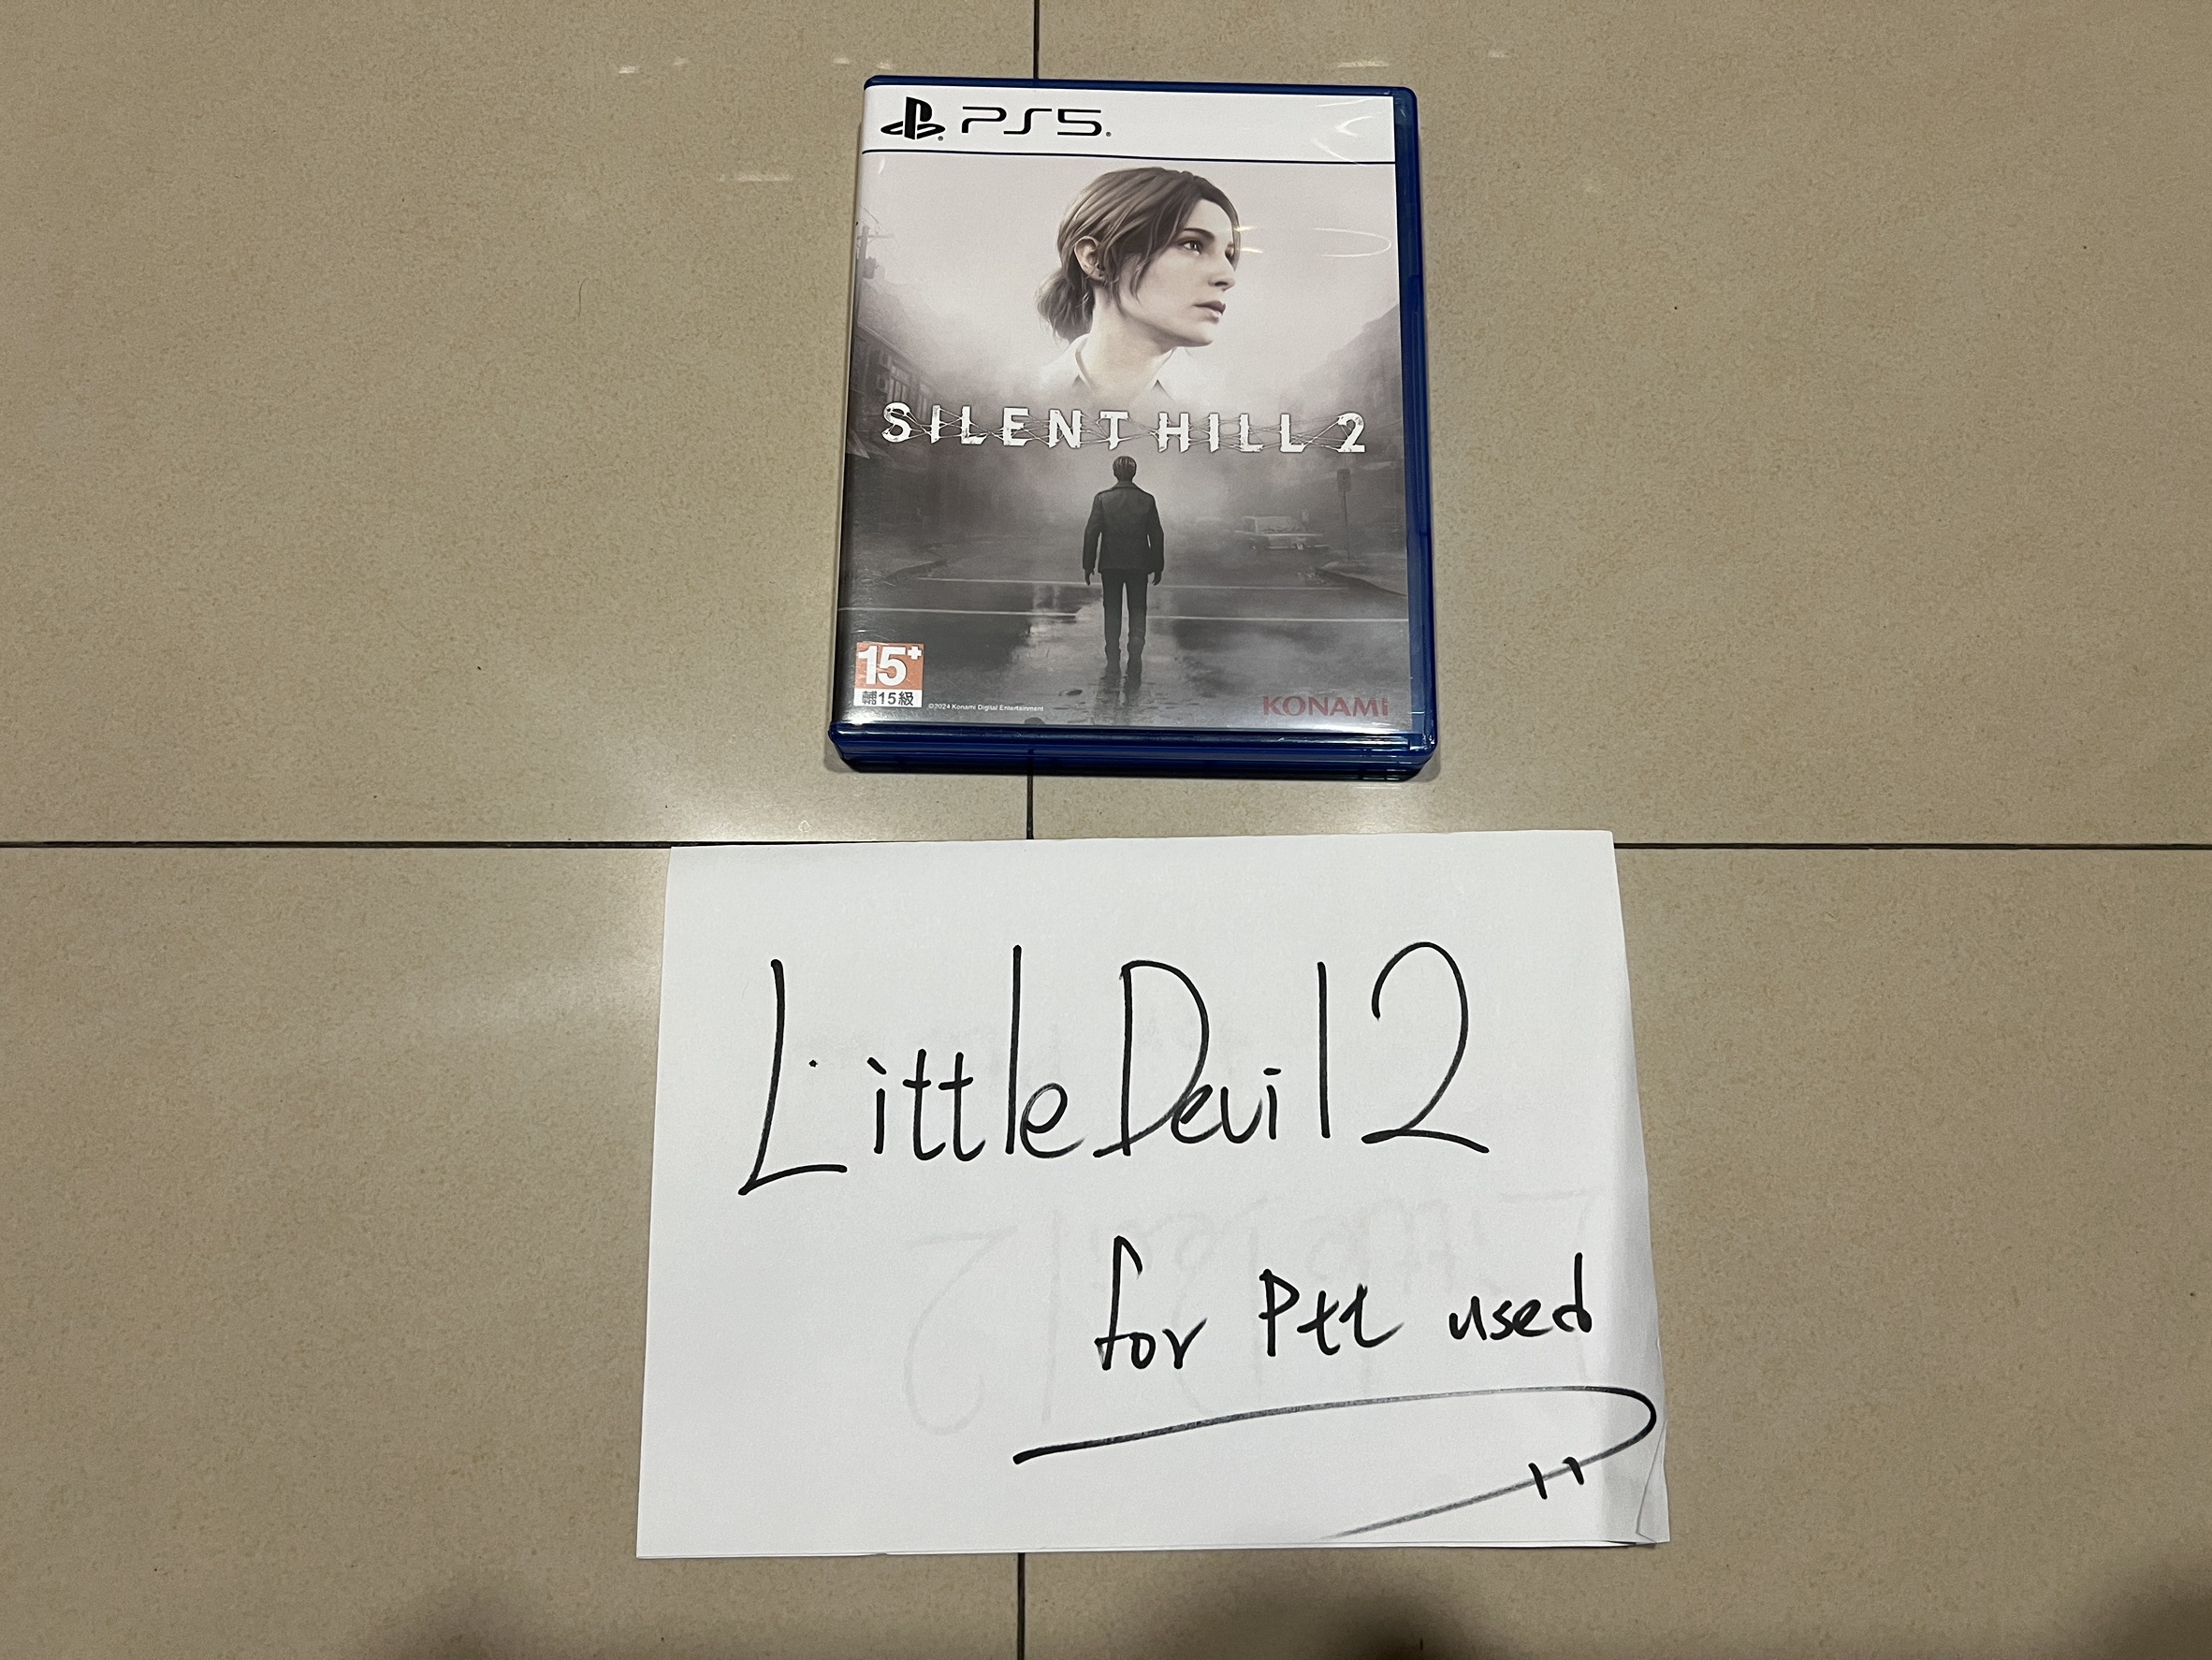 PS5
SILENT HILL 2
15+
輔15級
©2024 Konami Digital Entertainment
KONAMI
LittleDevil2
for Ptt used